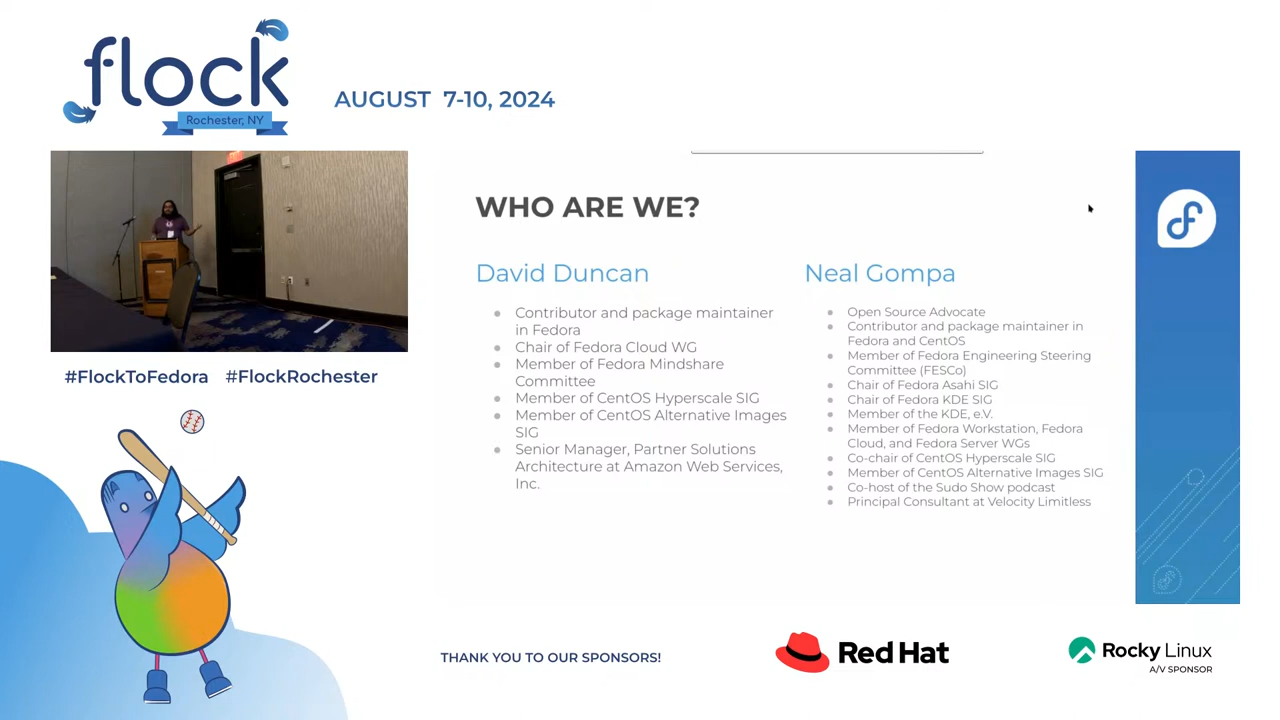 flock
Rochester, NY
AUGUST 7-10, 2024
WHO ARE WE?
David Duncan
Contributor and package maintainer
in Fedora
Chair of Fedora Cloud WG
Member of Fedora Mindshare
Committee
Member of CentOS Hyperscale SIG
Member of CentOS Alternative Images
SIG
Senior Manager, Partner Solutions
Architecture at Amazon Web Services,
Inc.
Neal Gompa
Open Source Advocate
Contributor and package maintainer in
Fedora and CentOS
Member of Fedora Engineering Steering
Committee (FESCo)
Chair of Fedora Asahi SIG
Chair of Fedora KDE SIG
Member of the KDE, e.V.
Member of Fedora Workstation, Fedora
Cloud, and Fedora Server WGs
Co-chair of CentOS Hyperscale SIG
Member of CentOS Alternative Images SIG
Co-host of the Sudo Show podcast
Principal Consultant at Velocity Limitless
#FlockToFedora #FlockRochester
THANK YOU TO OUR SPONSORS!
Red Hat
Rocky Linux
A/V SPONSOR